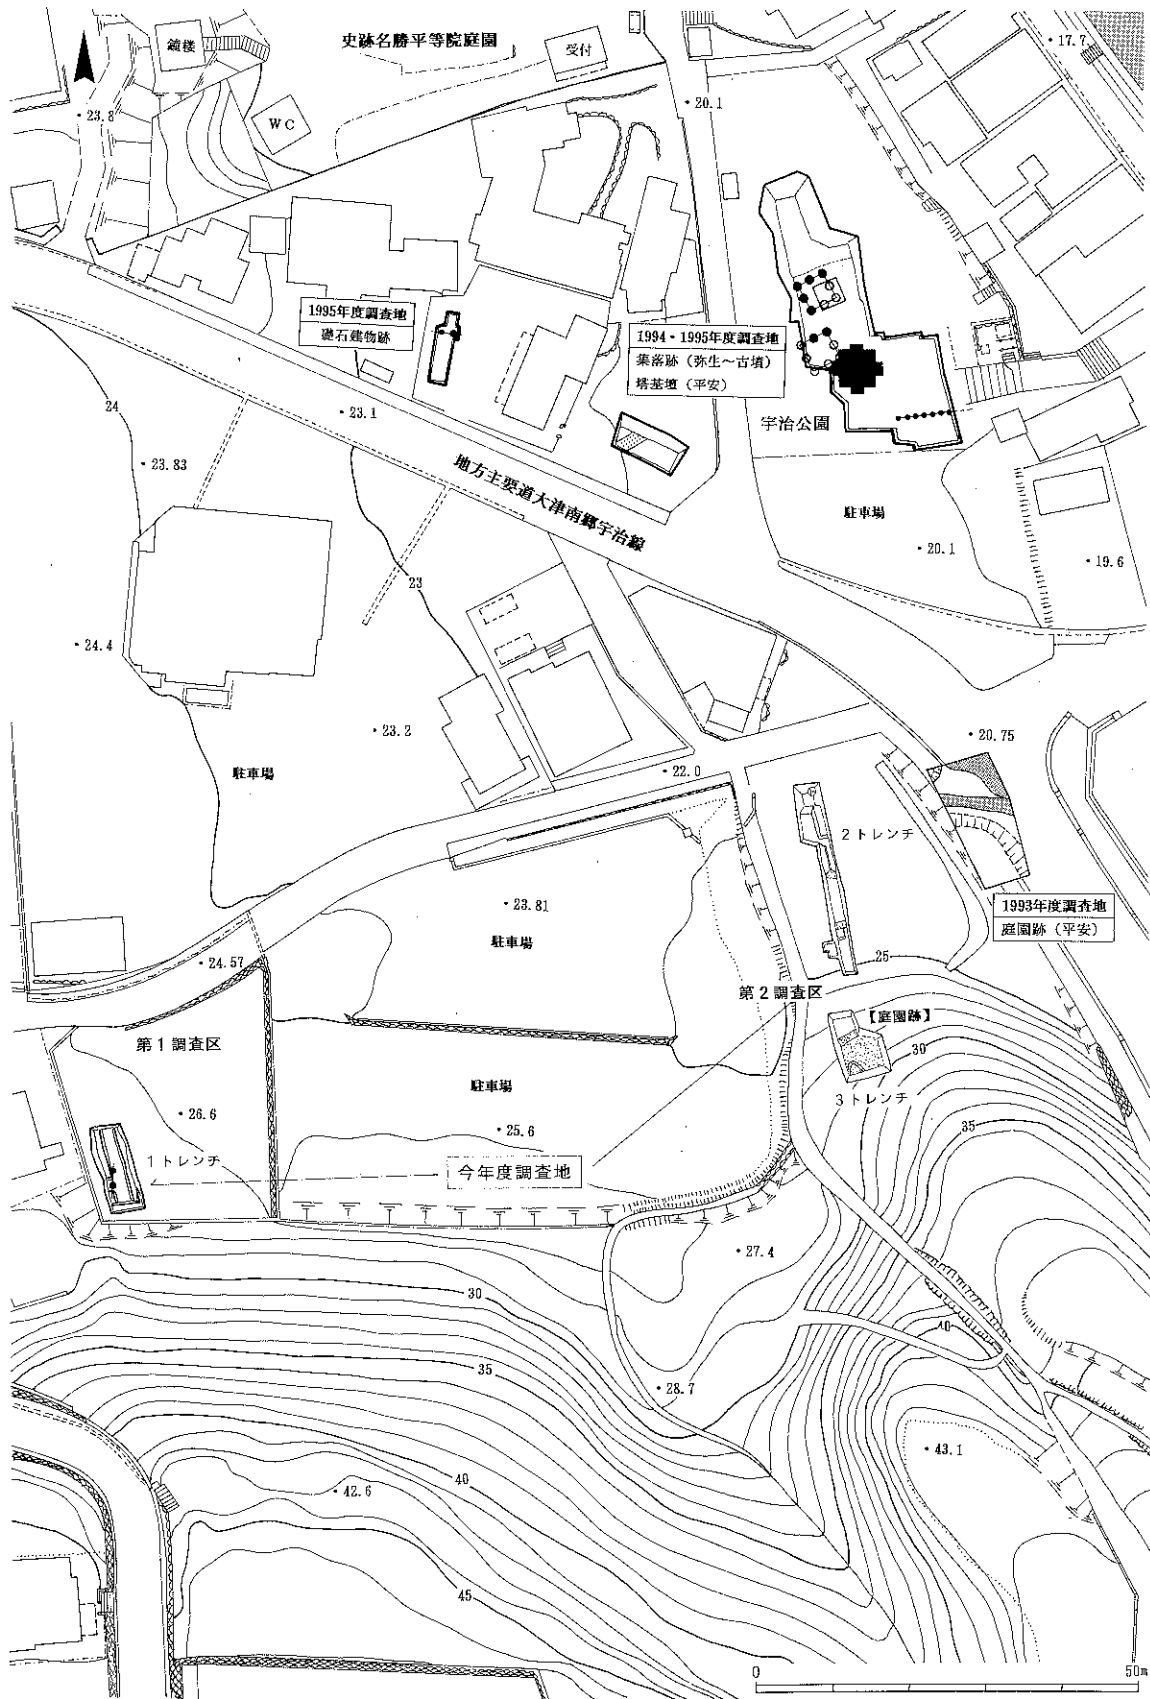 鐘楼
史跡名勝平等院庭園
受付
17.7
23.8
WC
20.1
1995年度調査地
礎石建物跡
1994・1995年度調査地
集落跡（弥生～古墳）
塔基壇（平安）
24
23.1
宇治公園
23.83
地方主要道大津南郷宇治線
駐車場
20.1
19.6
23
24.4
23.2
20.75
駐車場
22.0
2トレンチ
23.81
1993年度調査地
庭園跡（平安）
駐車場
25
24.57
第2調査区
【庭園跡】
第1調査区
30
駐車場
3トレンチ
26.6
25.6
35
1トレンチ
今年度調査地
27.4
30
40
35
28.7
43.1
40
42.6
45
0
50m